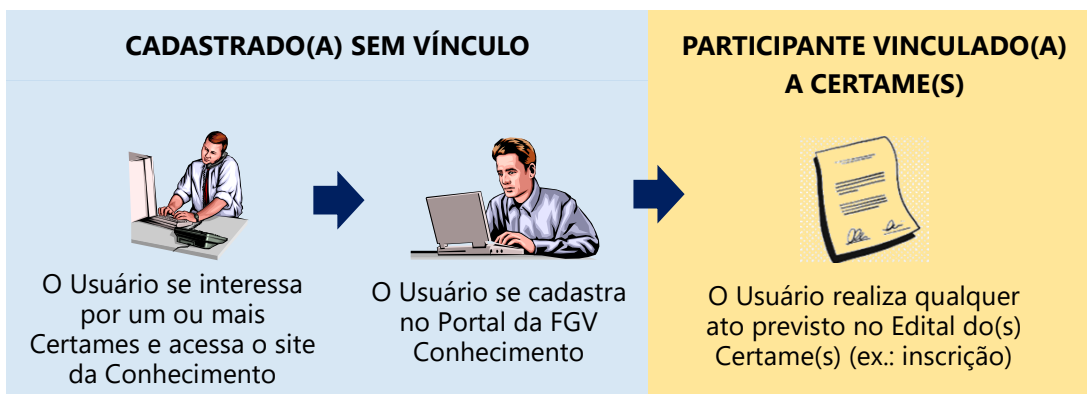 CADASTRADO(A) SEM VÍNCULO
PARTICIPANTE VINCULADO(A)
A CERTAME(S)
O Usuário se interessa
por um ou mais
Certames e acessa o site
da Conhecimento
O Usuário se cadastra
no Portal da FGV
Conhecimento
O Usuário realiza qualquer
ato previsto no Edital do(s)
Certame(s) (ex.: inscrição)